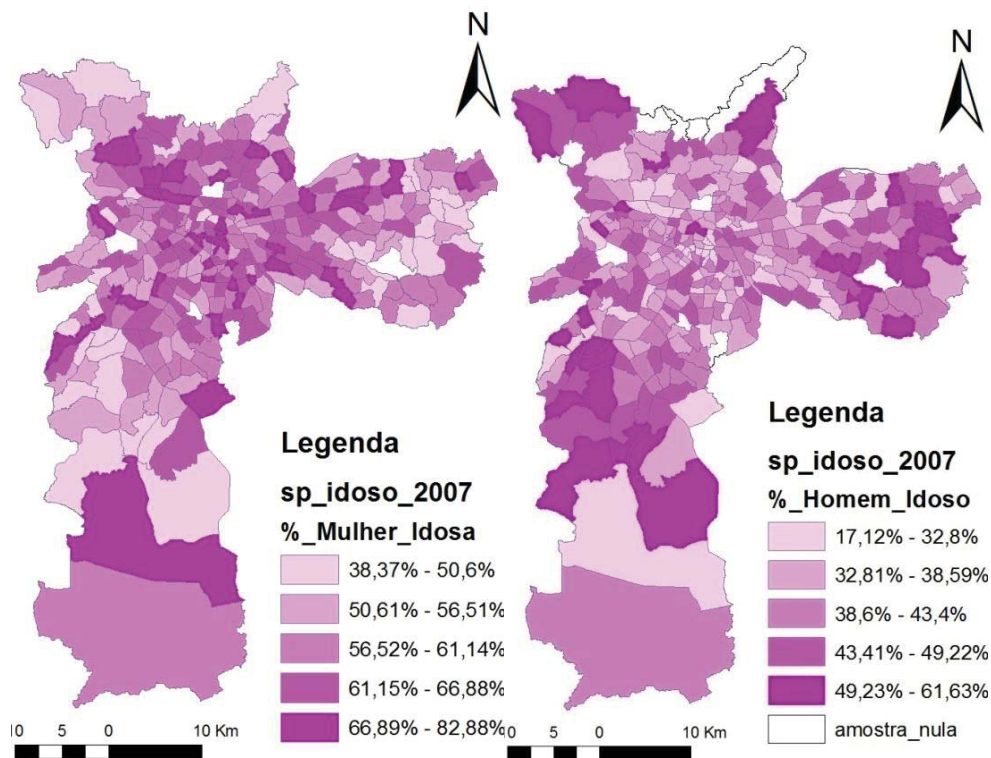 N
Legenda
sp_idoso_2007
%_Mulher_Idosa
38,37% - 50,6%
50,61% - 56,51%
56,52% - 61,14%
61,15% - 66,88%
66,89% - 82,88%
10 5 0 10 Km
N
Legenda
sp_idoso_2007
%_Homem_Idoso
17,12% - 32,8%
32,81% - 38,59%
38,6% - 43,4%
43,41% - 49,22%
49,23% - 61,63%
amostra_nula
10 5 0 10 Km